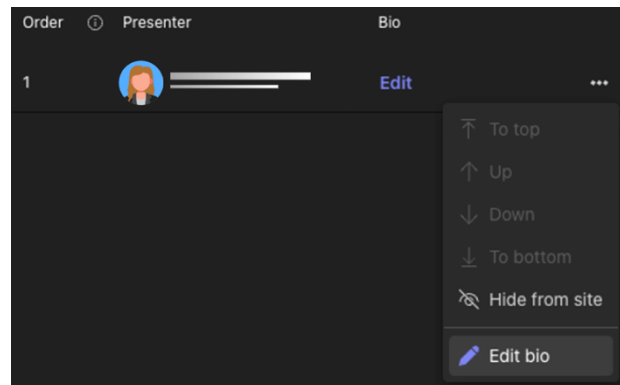 Order Presenter Bio
1 Edit
To top
Up
Down
To bottom
Hide from site
Edit bio